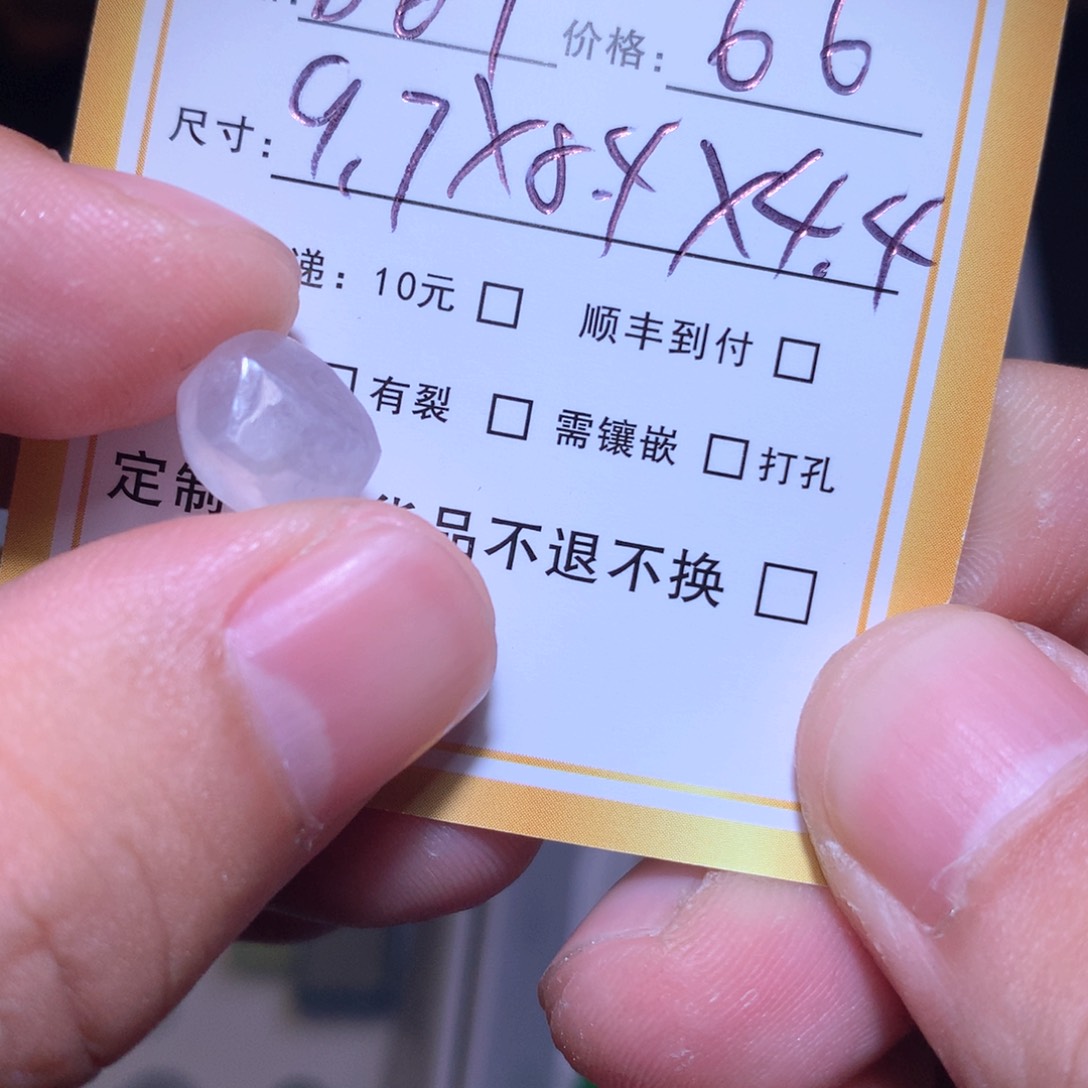 价格: 66
尺寸: 9.7X8.4X4.4
递: 10元 □ 顺丰到付 □
有裂 □ 需镶嵌 □ 打孔
定制 品不退不换 □